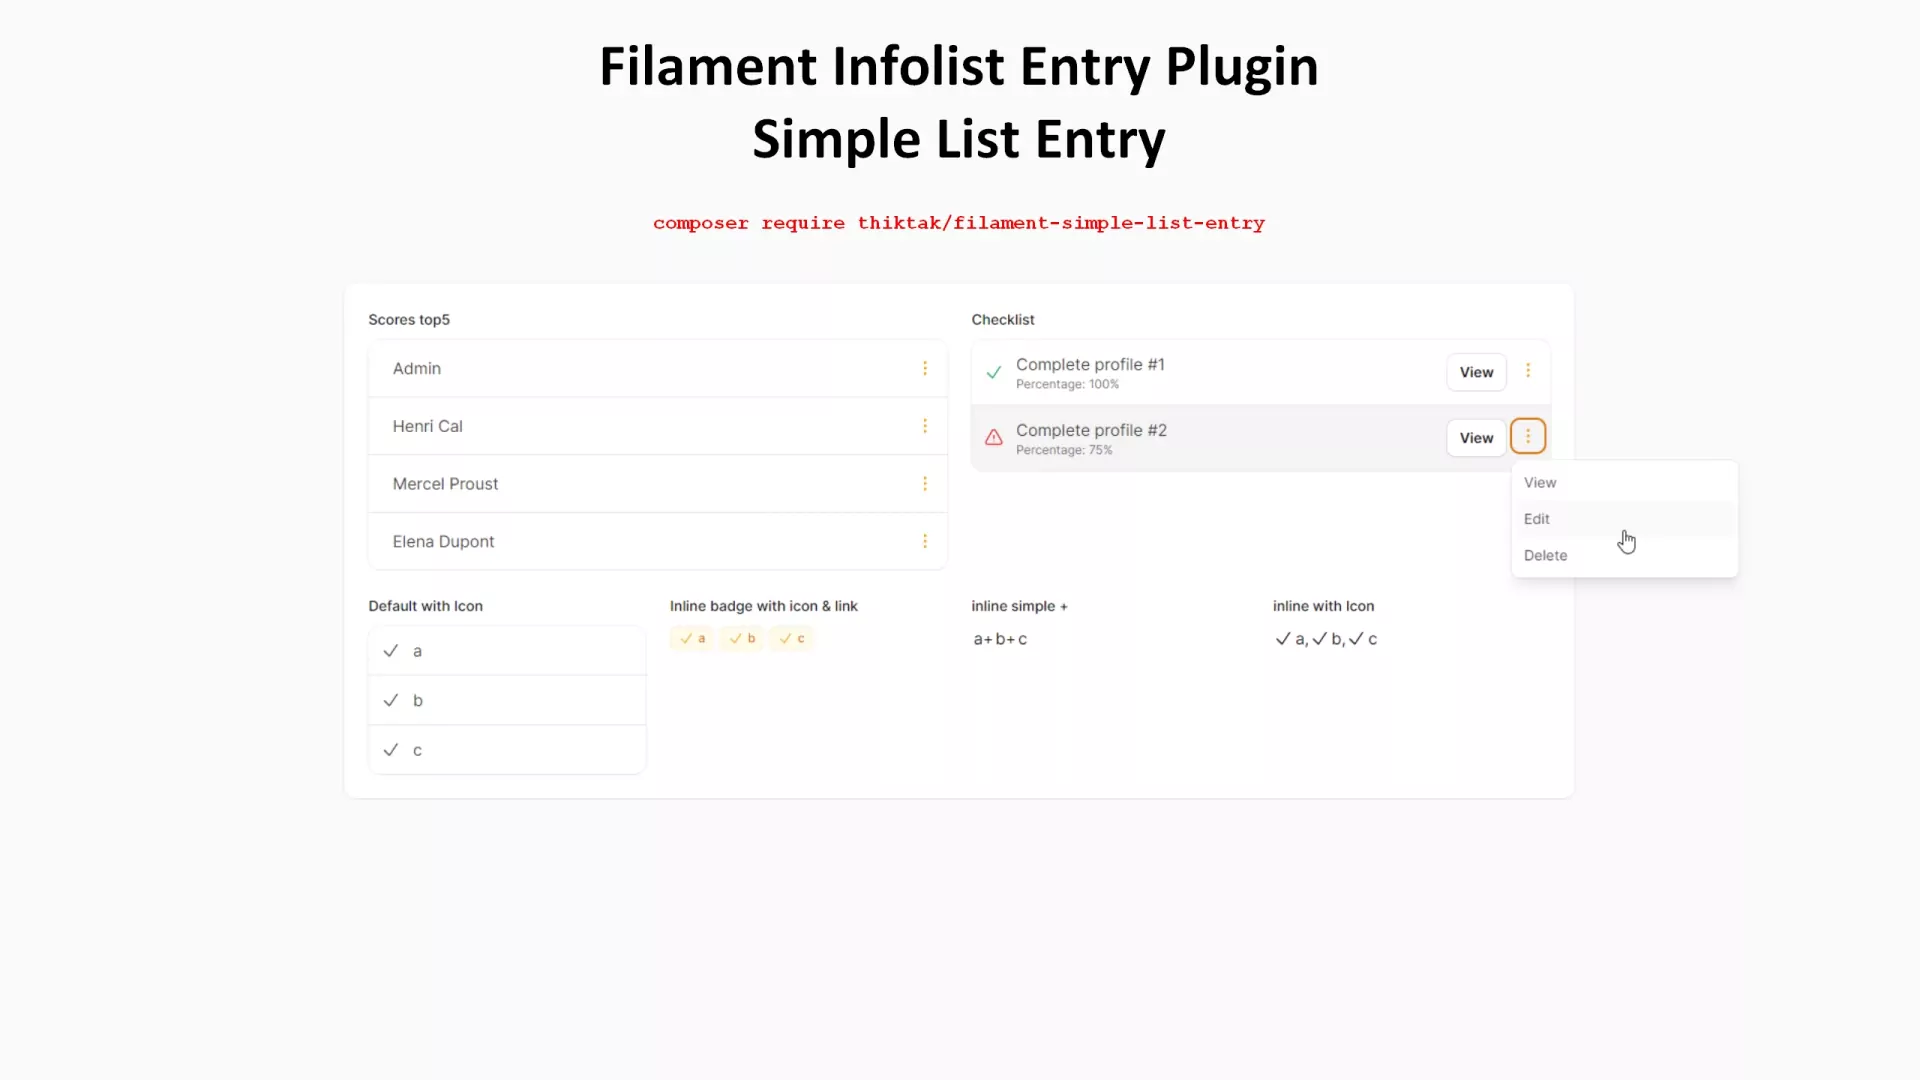 Filament Infolist Entry Plugin
Simple List Entry
composer require thiktak/filament-simple-list-entry
Scores top5
Admin
Henri Cal
Mercel Proust
Elena Dupont
Checklist
Complete profile #1
Percentage: 100%
View
Complete profile #2
Percentage: 75%
View
View
Edit
Delete
Default with Icon
a
b
c
Inline badge with icon & link
a b c
inline simple +
a+ b+ c
inline with Icon
✓ a, ✓ b, ✓ c